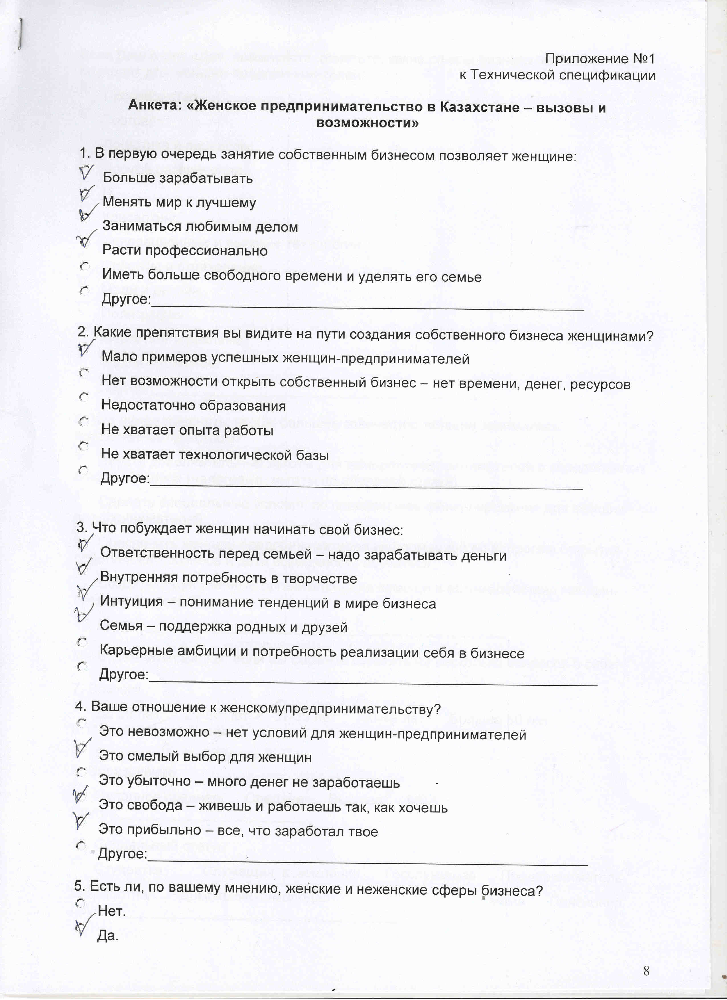 Приложение №1
к Технической спецификации
Анкета: «Женское предпринимательство в Казахстане – вызовы и
возможности»
1. В первую очередь занятие собственным бизнесом позволяет женщине:
Больше зарабатывать
Менять мир к лучшему
Заниматься любимым делом
Расти профессионально
Иметь больше свободного времени и уделять его семье
Другое:
2. Какие препятствия вы видите на пути создания собственного бизнеса женщинами?
Мало примеров успешных женщин-предпринимателей
Нет возможности открыть собственный бизнес – нет времени, денег, ресурсов
Недостаточно образования
Не хватает опыта работы
Не хватает технологической базы
Другое:
3. Что побуждает женщин начинать свой бизнес:
Ответственность перед семьей – надо зарабатывать деньги
Внутренняя потребность в творчестве
Интуиция – понимание тенденций в мире бизнеса
Семья – поддержка родных и друзей
Карьерные амбиции и потребность реализации себя в бизнесе
Другое:
4. Ваше отношение к женскомупредпринимательству?
Это невозможно – нет условий для женщин-предпринимателей
Это смелый выбор для женщин
Это убыточно – много денег не заработаешь
Это свобода – живешь и работаешь так, как хочешь
Это прибыльно – все, что заработал твое
Другое:
5. Есть ли, по вашему мнению, женские и неженские сферы бизнеса?
Нет.
Да.
8